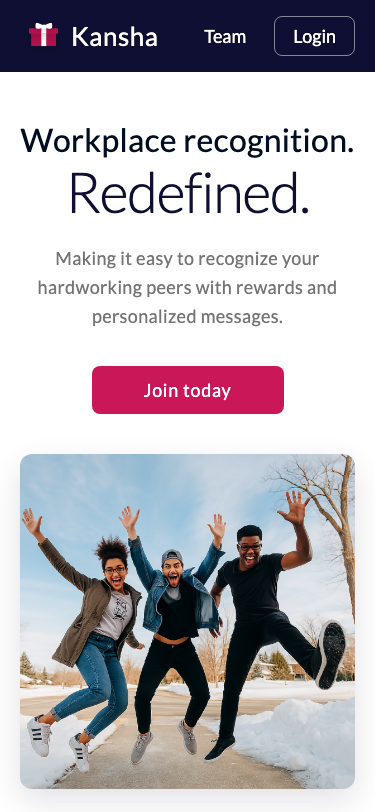 Kansha
Team
Login
Workplace recognition.
Redefined.
Making it easy to recognize your
hardworking peers with rewards and
personalized messages.
Join today